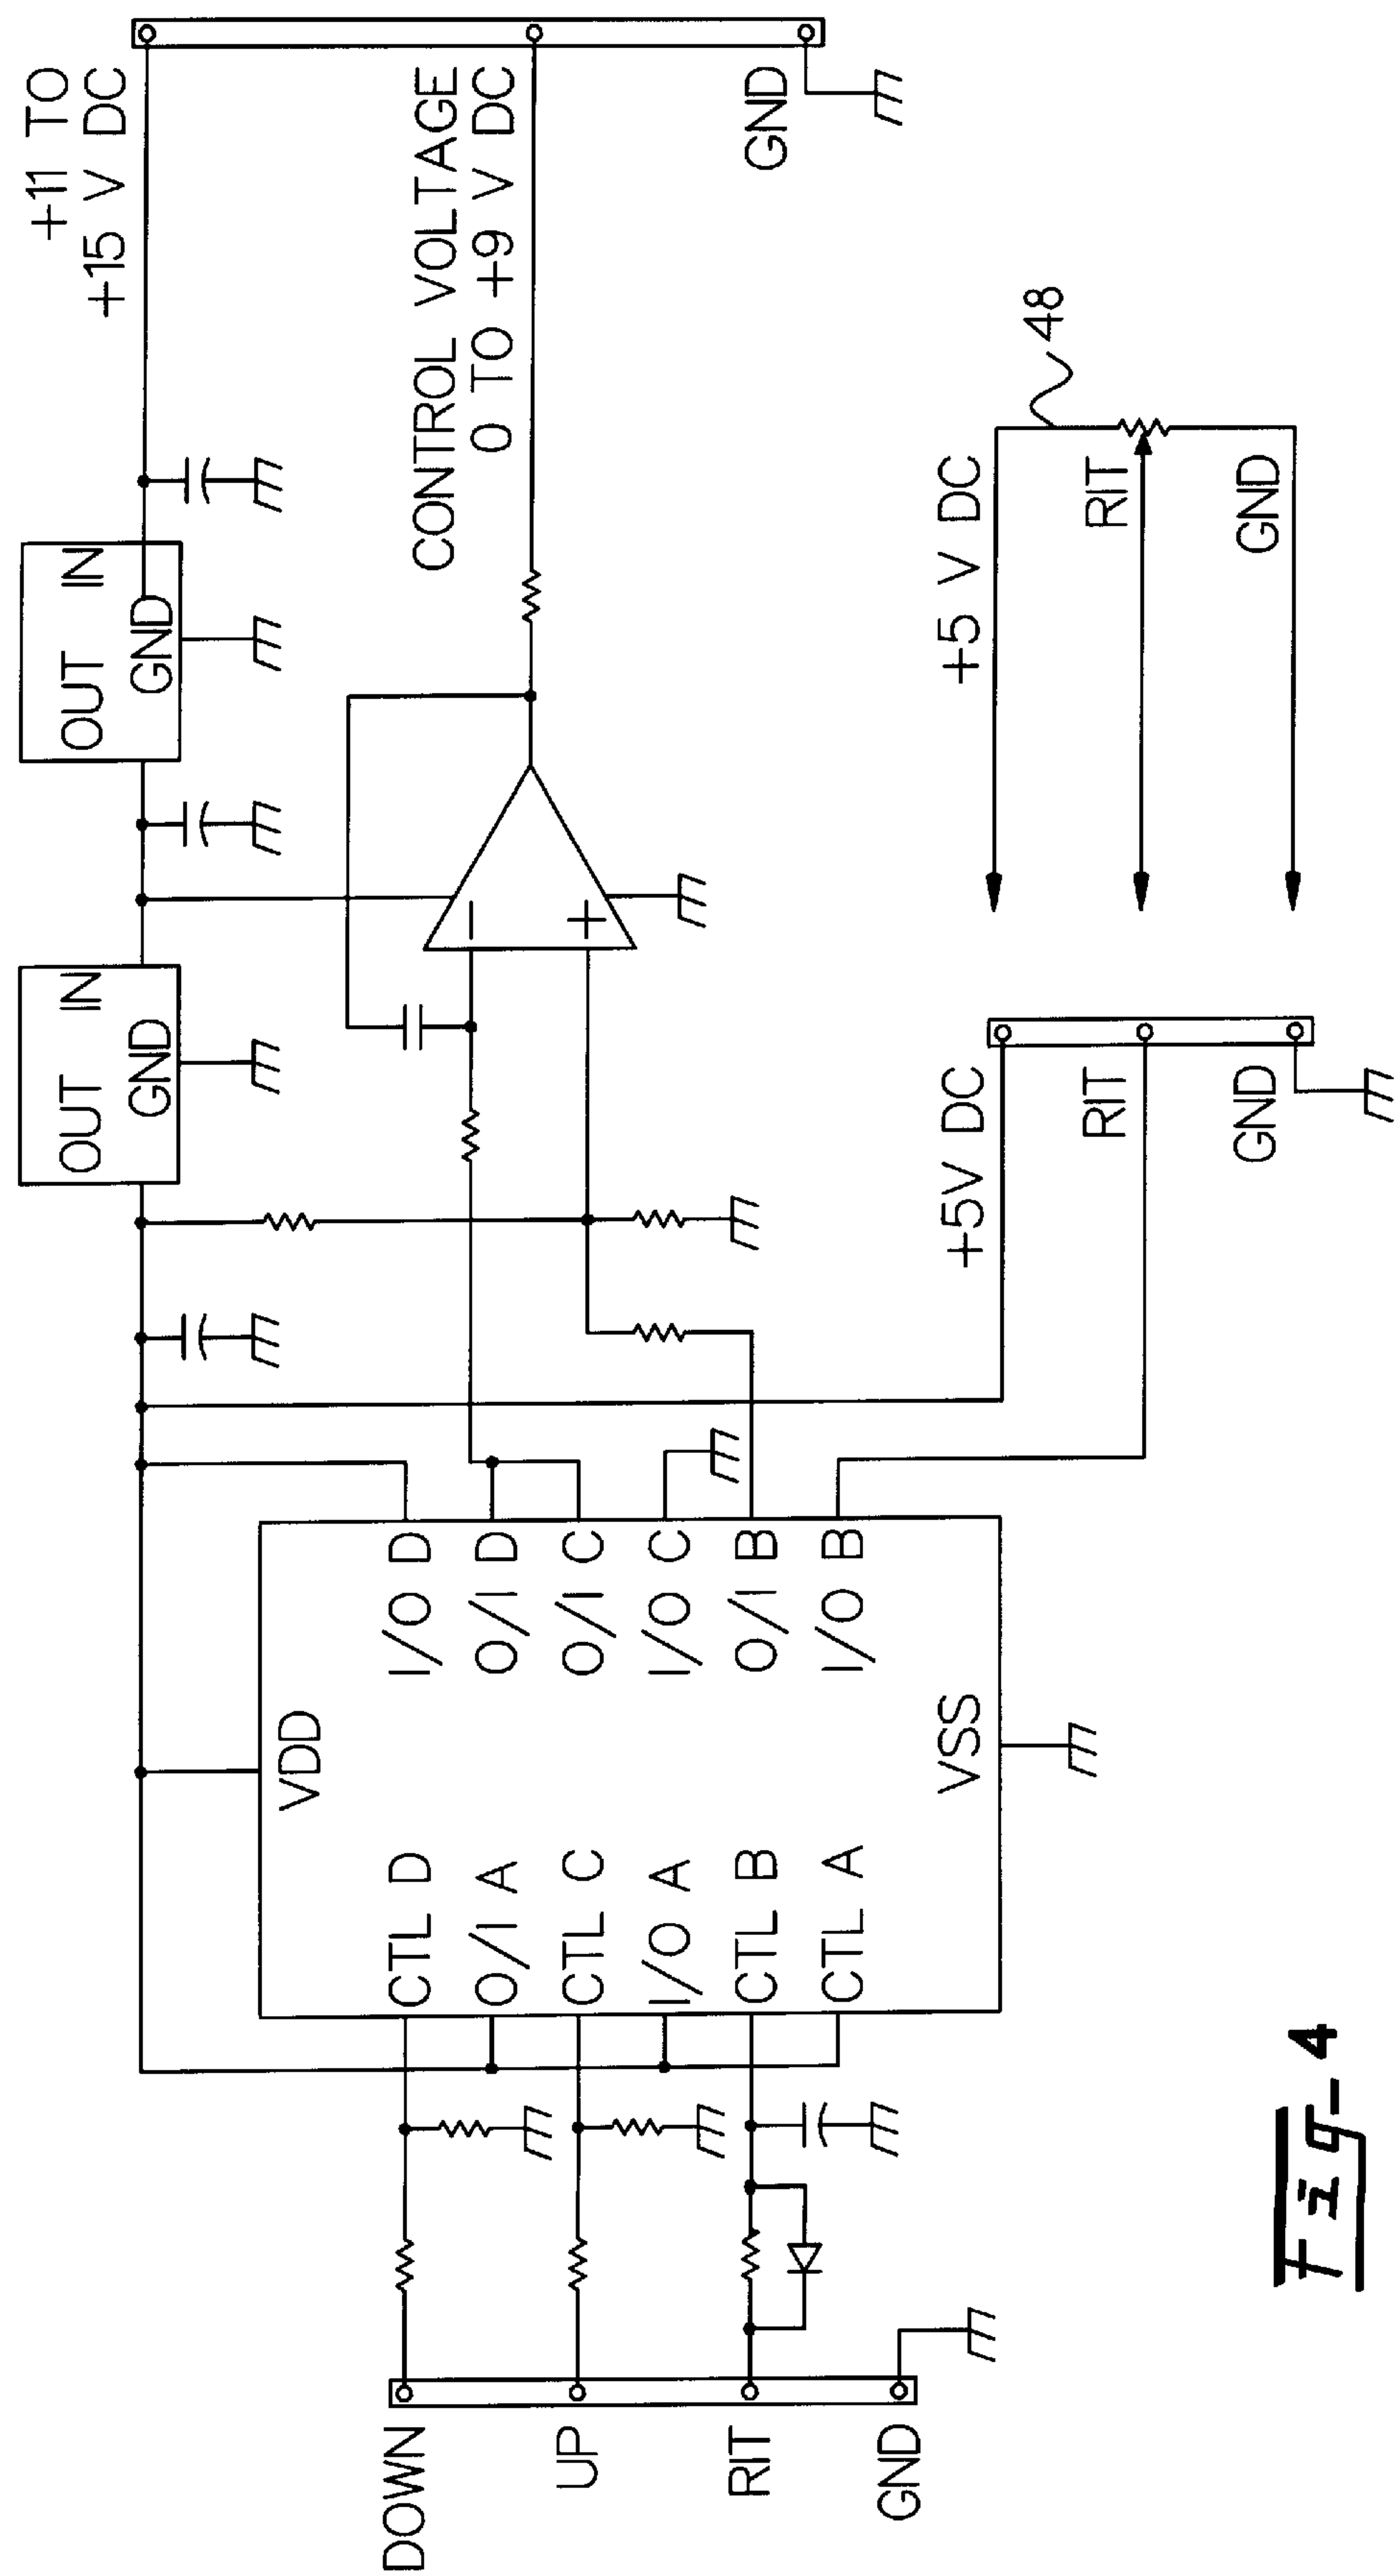 +11 TO
+15 V DC
CONTROL VOLTAGE
0 TO +9 V DC
GND
OUT IN
GND
OUT IN
GND
VDD
CTL D
O/I A
CTL C
I/O A
CTL B
CTL A
I/O D
O/I D
O/I C
I/O C
O/I B
I/O B
VSS
DOWN
UP
RIT
GND
+5V DC
RIT
GND
+5 V DC
RIT
GND
48
Fig-4